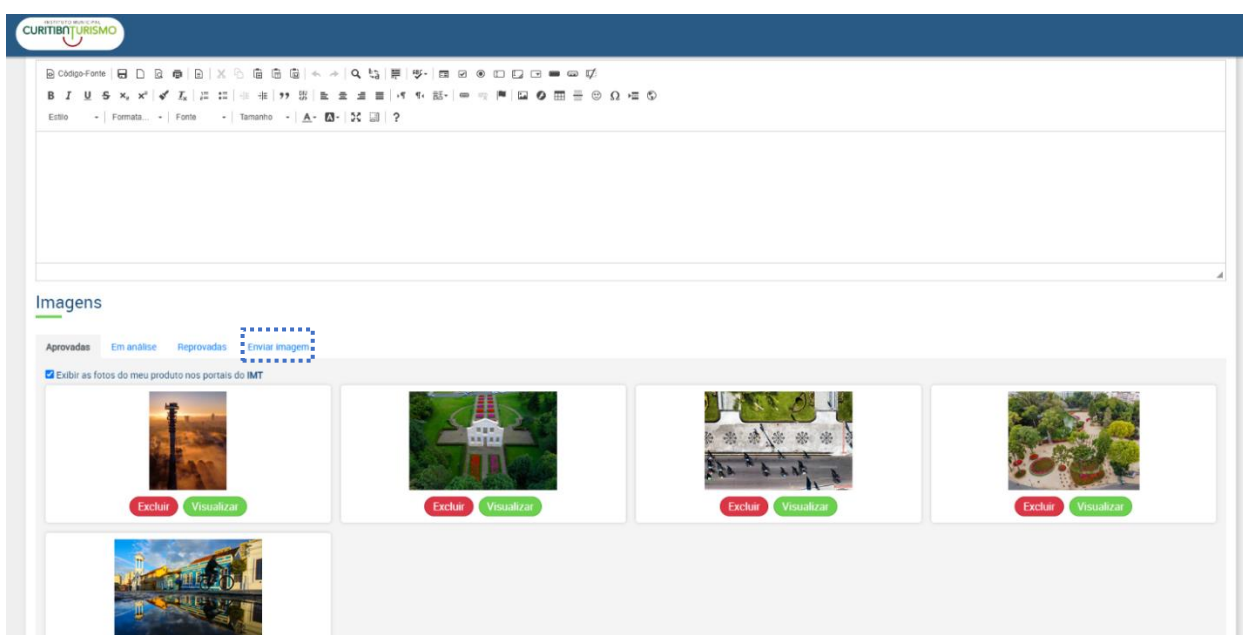 INSTITUTO MUNICIPAL
CURITIBA TURISMO
Código-Fonte
Estilo Formata... Fonte Tamanho
Imagens
Aprovadas Em análise Reprovadas Enviar imagem
Exibir as fotos do meu produto nos portais do IMT
Excluir Visualizar Excluir Visualizar Excluir Visualizar Excluir Visualizar